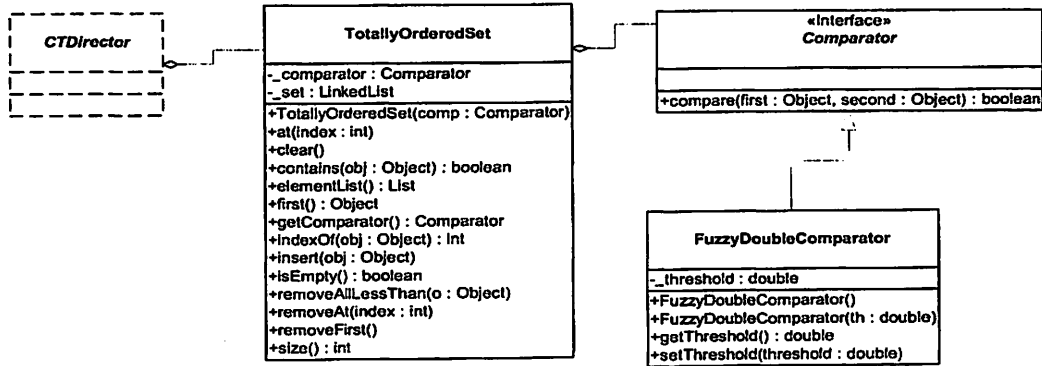 CTDirector
TotallyOrderedSet
-_comparator : Comparator
-_set : LinkedList
+TotallyOrderedSet(comp : Comparator)
+at(index : int)
+clear()
+contains(obj : Object) : boolean
+elementList() : List
+first() : Object
+getComparator() : Comparator
+indexOf(obj : Object) : int
+insert(obj : Object)
+isEmpty() : boolean
+removeAllLessThan(o : Object)
+removeAt(index : int)
+removeFirst()
+size() : int
«Interface»
Comparator
+compare(first : Object, second : Object) : boolean
FuzzyDoubleComparator
-_threshold : double
+FuzzyDoubleComparator()
+FuzzyDoubleComparator(th : double)
+getThreshold() : double
+setThreshold(threshold : double)